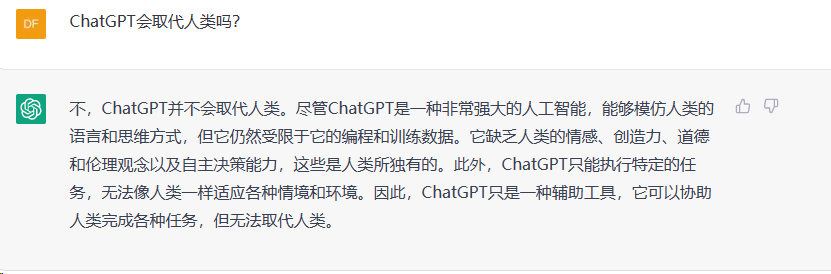 DF
ChatGPT会取代人类吗?
不，ChatGPT并不会取代人类。尽管ChatGPT是一种非常强大的人工智能，能够模仿人类的
语言和思维方式，但它仍然受限于它的编程和训练数据。它缺乏人类的情感、创造力、道德
和伦理观念以及自主决策能力，这些是人类所独有的。此外，ChatGPT只能执行特定的任
务，无法像人类一样适应各种情境和环境。因此，ChatGPT只是一种辅助工具，它可以协助
人类完成各种任务，但无法取代人类。